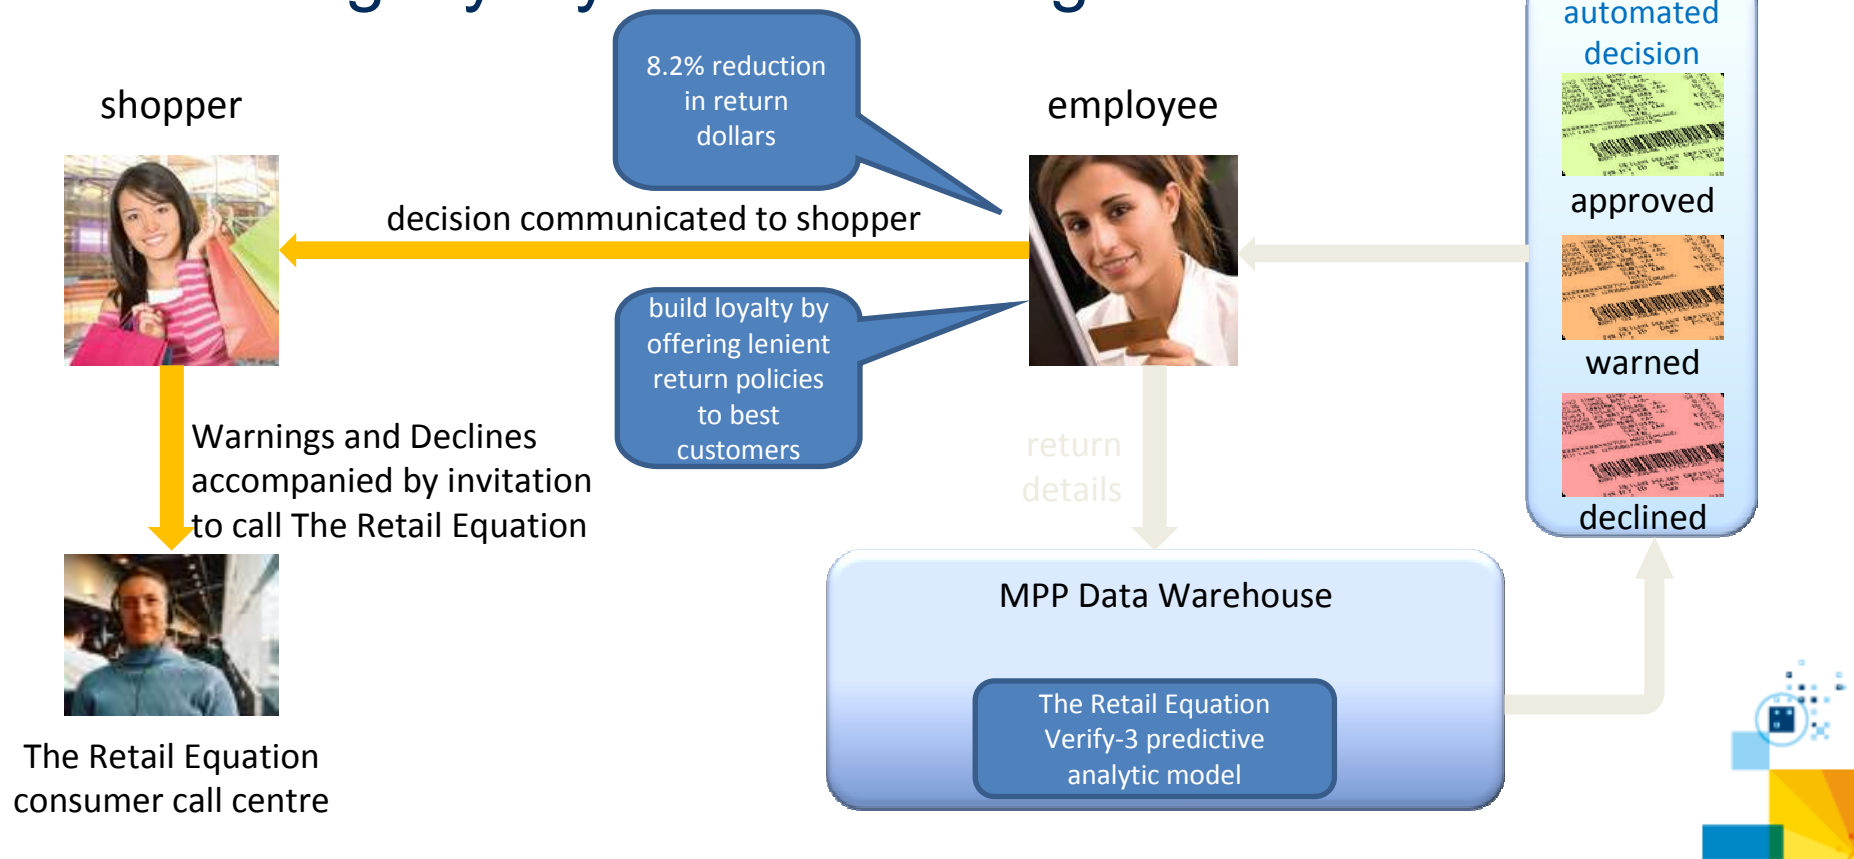 shopper
8.2% reduction
in return
dollars
employee
automated
decision
approved
warned
declined
decision communicated to shopper
build loyalty by
offering lenient
return policies
to best
customers
Warnings and Declines
accompanied by invitation
to call The Retail Equation
return
details
MPP Data Warehouse
The Retail Equation
Verify-3 predictive
analytic model
The Retail Equation
consumer call centre